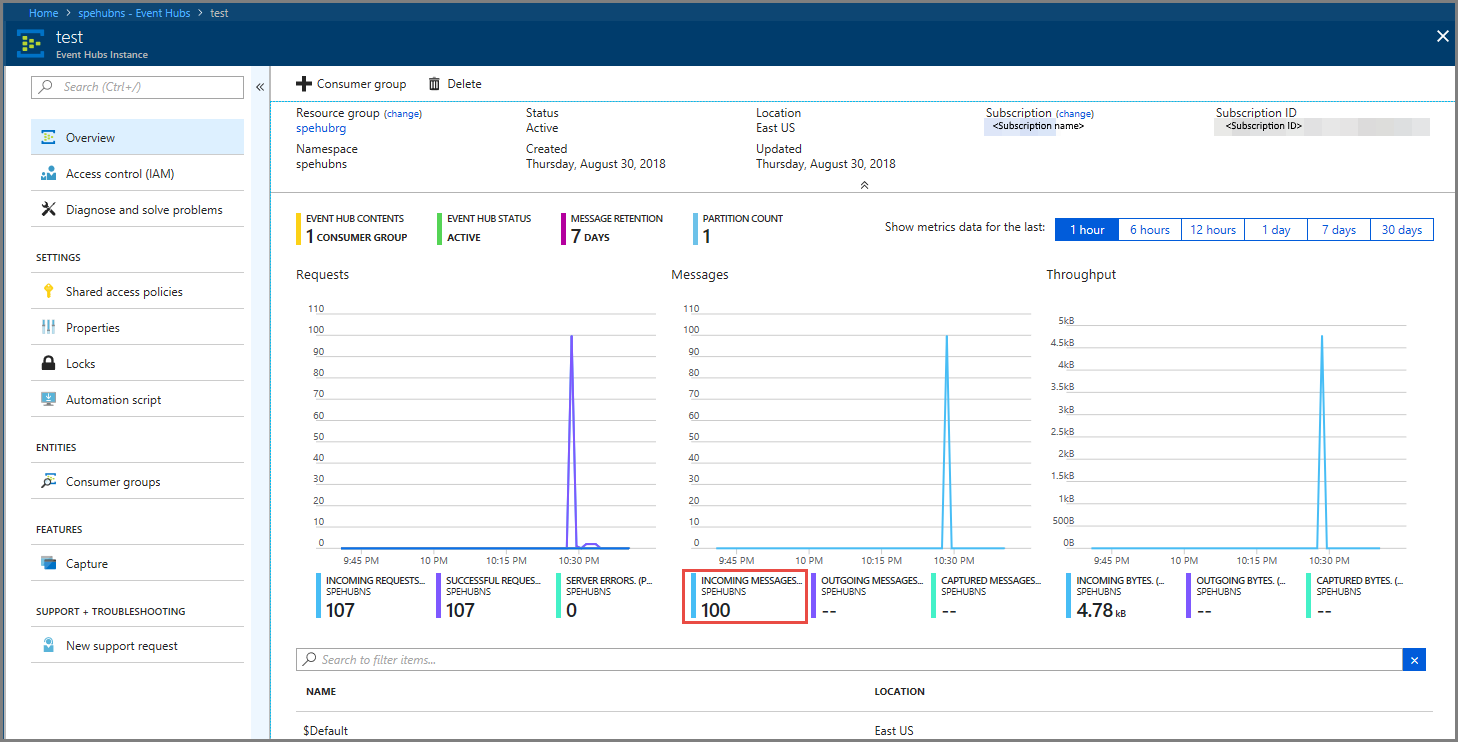 Home > spehubns - Event Hubs > test
test
Event Hubs Instance
Search (Ctrl+/)
Overview
Access control (IAM)
Diagnose and solve problems
SETTINGS
Shared access policies
Properties
Locks
Automation script
ENTITIES
Consumer groups
FEATURES
Capture
SUPPORT + TROUBLESHOOTING
New support request
Consumer group Delete
Resource group (change)
spehubrg
Namespace
spehubns
Status
Active
Created
Thursday, August 30, 2018
Location
East US
Updated
Thursday, August 30, 2018
Subscription (change)
<Subscription name>
Subscription ID
<Subscription ID>
EVENT HUB CONTENTS
1 CONSUMER GROUP
EVENT HUB STATUS
ACTIVE
MESSAGE RETENTION
7 DAYS
PARTITION COUNT
1
Show metrics data for the last: 1 hour 6 hours 12 hours 1 day 7 days 30 days
Requests
110
100
90
80
70
60
50
40
30
20
10
0
9:45 PM 10 PM 10:15 PM 10:30 PM
INCOMING REQUESTS...
SPEHUBNS
107
SUCCESSFUL REQUES...
SPEHUBNS
107
SERVER ERRORS. (P...
SPEHUBNS
0
Messages
110
100
90
80
70
60
50
40
30
20
10
0
9:45 PM 10 PM 10:15 PM 10:30 PM
INCOMING MESSAGES...
SPEHUBNS
100
OUTGOING MESSAGES...
SPEHUBNS
--
CAPTURED MESSAGES...
SPEHUBNS
--
Throughput
5kB
4.5kB
4kB
3.5kB
3kB
2.5kB
2kB
1.5kB
1kB
500B
0B
9:45 PM 10 PM 10:15 PM 10:30 PM
INCOMING BYTES. (...
SPEHUBNS
4.78 kB
OUTGOING BYTES. (...
SPEHUBNS
--
CAPTURED BYTES. (...
SPEHUBNS
--
Search to filter items...
NAME LOCATION
$Default East US